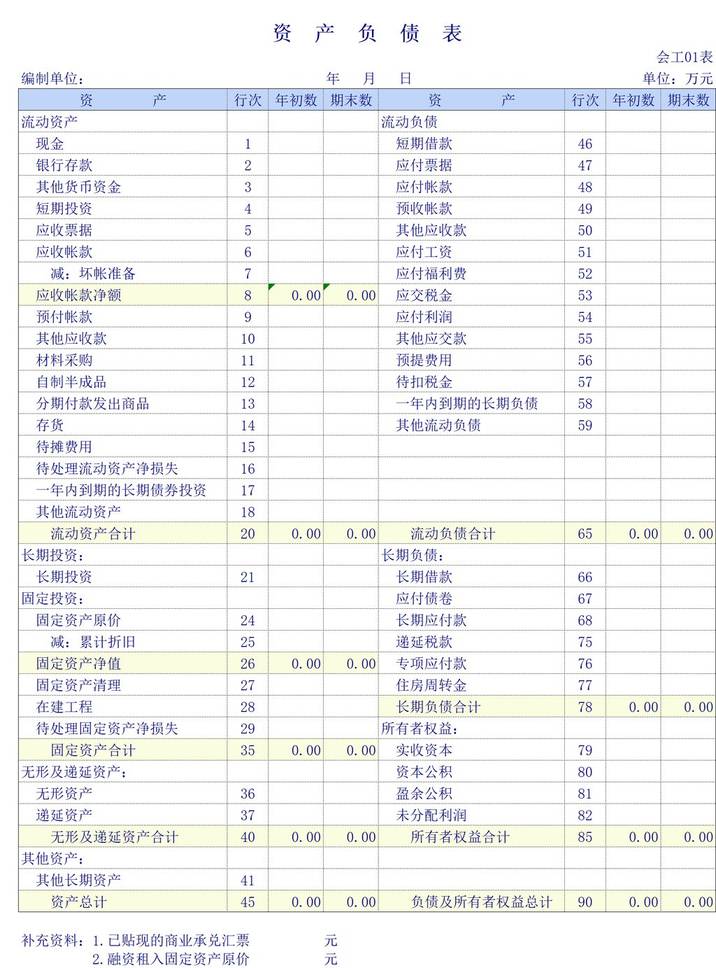 资 产 负 债 表
会工01表
编制单位: 年 月 日 单位: 万元
资 产 行次 年初数 期末数 资 产 行次 年初数 期末数
流动资产 流动负债
现金 1 短期借款 46
银行存款 2 应付票据 47
其他货币资金 3 应付帐款 48
短期投资 4 预收帐款 49
应收票据 5 其他应收款 50
应收帐款 6 应付工资 51
减: 坏帐准备 7 应付福利费 52
应收帐款净额 8 0.00 0.00 应交税金 53
预付帐款 9 应付利润 54
其他应收款 10 其他应交款 55
材料采购 11 预提费用 56
自制半成品 12 待扣税金 57
分期付款发出商品 13 一年内到期的长期负债 58
存货 14 其他流动负债 59
待摊费用 15
待处理流动资产净损失 16
一年内到期的长期债券投资 17
其他流动资产 18
流动资产合计 20 0.00 0.00 流动负债合计 65 0.00 0.00
长期投资: 长期负债:
长期投资 21 长期借款 66
固定投资: 应付债卷 67
固定资产原价 24 长期应付款 68
减: 累计折旧 25 递延税款 75
固定资产净值 26 0.00 0.00 专项应付款 76
固定资产清理 27 住房周转金 77
在建工程 28 长期负债合计 78 0.00 0.00
待处理固定资产净损失 29 所有者权益:
固定资产合计 35 0.00 0.00 实收资本 79
无形及递延资产: 资本公积 80
无形资产 36 盈余公积 81
递延资产 37 未分配利润 82
无形及递延资产合计 40 0.00 0.00 所有者权益合计 85 0.00 0.00
其他资产:
其他长期资产 41
资产总计 45 0.00 0.00 负债及所有者权益总计 90 0.00 0.00
补充资料: 1.已贴现的商业承兑汇票 元
2.融资租入固定资产原价 元